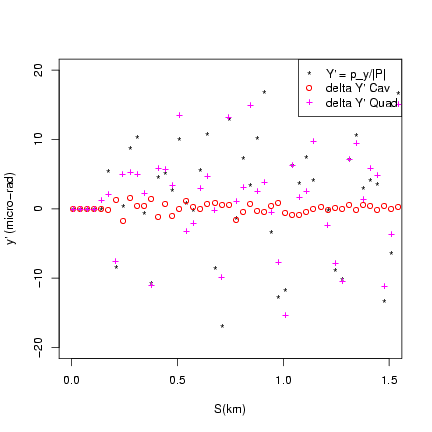 20
10
0
−10
−20
y' (micro-rad)
Y' = p_y/|P|
delta Y' Cav
delta Y' Quad
0.0 0.5 1.0 1.5
S(km)